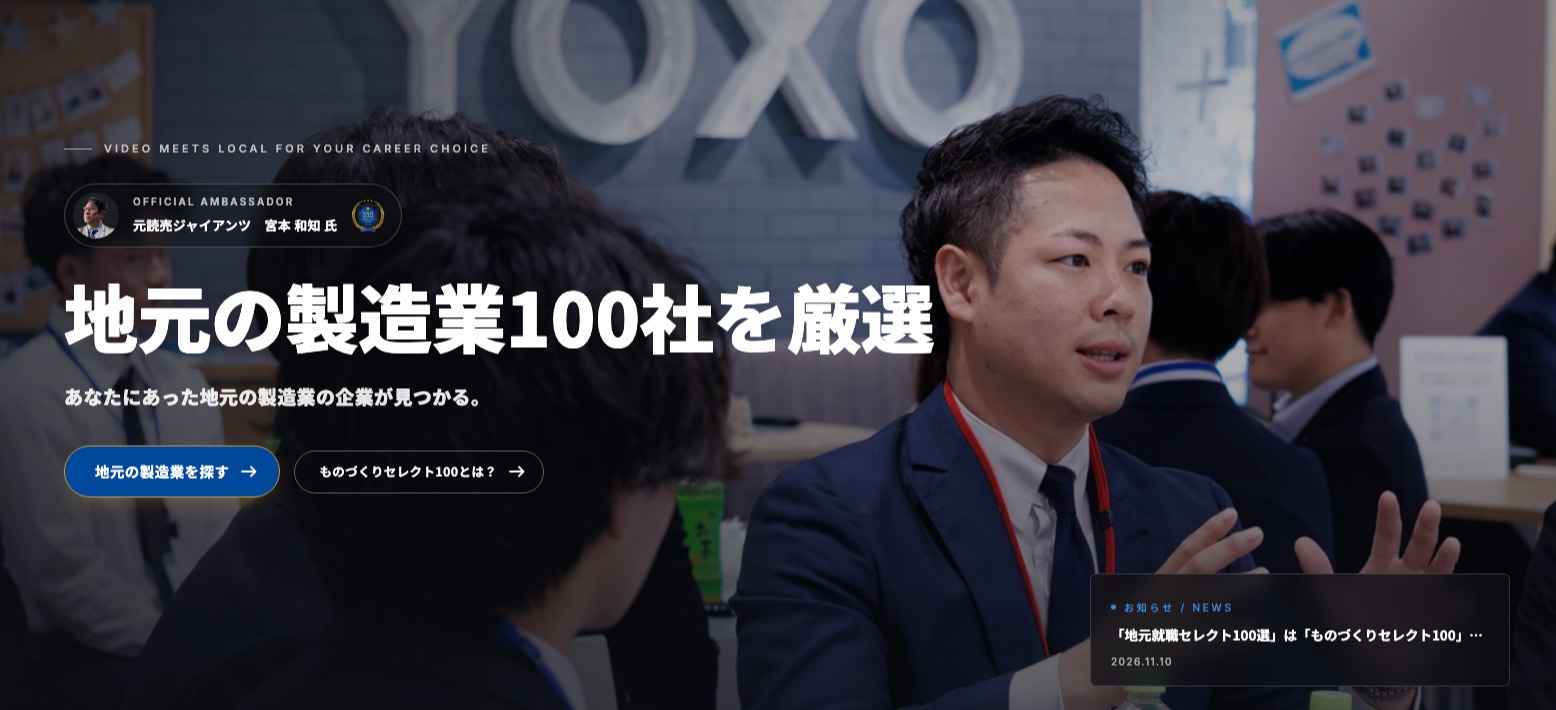 YOXO
VIDEO MEETS LOCAL FOR YOUR CAREER CHOICE
OFFICIAL AMBASSADOR
元読売ジャイアンツ　宮本 和知 氏
100
地元の製造業100社を厳選
あなたにあった地元の製造業の企業が見つかる。
地元の製造業を探す →
ものづくりセレクト100とは？ →
お知らせ / NEWS
「地元就職セレクト100選」は「ものづくりセレクト100」…
2026.11.10